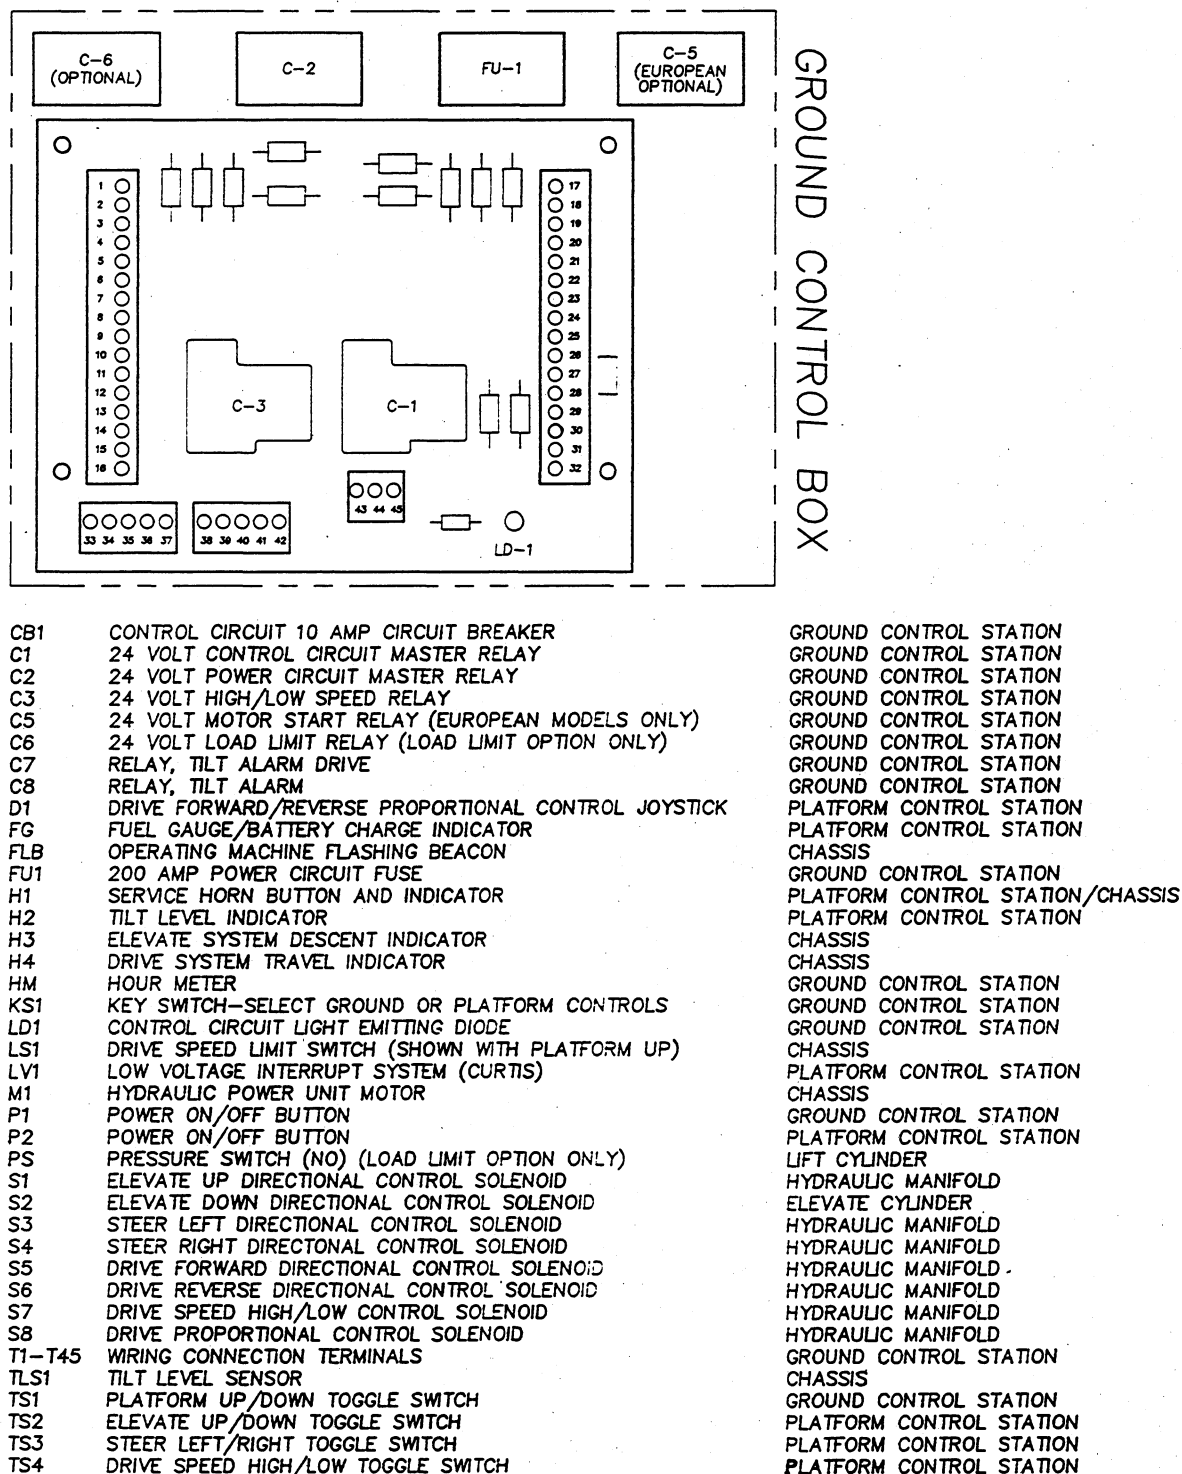 C-6
(OPTIONAL)
C-2
FU-1
C-5
(EUROPEAN
OPTIONAL)
GROUND CONTROL BOX
1
2
3
4
5
6
7
8
9
10
11
12
13
14
15
16
17
18
19
20
21
22
23
24
25
26
27
28
29
30
31
32
C-3
C-1
43 44 45
33 34 35 36 37
38 39 40 41 42
LD-1
CB1 CONTROL CIRCUIT 10 AMP CIRCUIT BREAKER GROUND CONTROL STATION
C1 24 VOLT CONTROL CIRCUIT MASTER RELAY GROUND CONTROL STATION
C2 24 VOLT POWER CIRCUIT MASTER RELAY GROUND CONTROL STATION
C3 24 VOLT HIGH/LOW SPEED RELAY GROUND CONTROL STATION
C5 24 VOLT MOTOR START RELAY (EUROPEAN MODELS ONLY) GROUND CONTROL STATION
C6 24 VOLT LOAD LIMIT RELAY (LOAD LIMIT OPTION ONLY) GROUND CONTROL STATION
C7 RELAY, TILT ALARM DRIVE GROUND CONTROL STATION
C8 RELAY, TILT ALARM GROUND CONTROL STATION
D1 DRIVE FORWARD/REVERSE PROPORTIONAL CONTROL JOYSTICK PLATFORM CONTROL STATION
FG FUEL GAUGE/BATTERY CHARGE INDICATOR PLATFORM CONTROL STATION
FLB OPERATING MACHINE FLASHING BEACON CHASSIS
FU1 200 AMP POWER CIRCUIT FUSE GROUND CONTROL STATION
H1 SERVICE HORN BUTTON AND INDICATOR PLATFORM CONTROL STATION/CHASSIS
H2 TILT LEVEL INDICATOR PLATFORM CONTROL STATION
H3 ELEVATE SYSTEM DESCENT INDICATOR CHASSIS
H4 DRIVE SYSTEM TRAVEL INDICATOR CHASSIS
HM HOUR METER GROUND CONTROL STATION
KS1 KEY SWITCH-SELECT GROUND OR PLATFORM CONTROLS GROUND CONTROL STATION
LD1 CONTROL CIRCUIT LIGHT EMITTING DIODE GROUND CONTROL STATION
LS1 DRIVE SPEED LIMIT SWITCH (SHOWN WITH PLATFORM UP) CHASSIS
LV1 LOW VOLTAGE INTERRUPT SYSTEM (CURTIS) PLATFORM CONTROL STATION
M1 HYDRAULIC POWER UNIT MOTOR CHASSIS
P1 POWER ON/OFF BUTTON GROUND CONTROL STATION
P2 POWER ON/OFF BUTTON PLATFORM CONTROL STATION
PS PRESSURE SWITCH (NO) (LOAD LIMIT OPTION ONLY) LIFT CYLINDER
S1 ELEVATE UP DIRECTIONAL CONTROL SOLENOID HYDRAULIC MANIFOLD
S2 ELEVATE DOWN DIRECTIONAL CONTROL SOLENOID ELEVATE CYLINDER
S3 STEER LEFT DIRECTIONAL CONTROL SOLENOID HYDRAULIC MANIFOLD
S4 STEER RIGHT DIRECTONAL CONTROL SOLENOID HYDRAULIC MANIFOLD
S5 DRIVE FORWARD DIRECTIONAL CONTROL SOLENOID HYDRAULIC MANIFOLD
S6 DRIVE REVERSE DIRECTIONAL CONTROL SOLENOID HYDRAULIC MANIFOLD
S7 DRIVE SPEED HIGH/LOW CONTROL SOLENOID HYDRAULIC MANIFOLD
S8 DRIVE PROPORTIONAL CONTROL SOLENOID HYDRAULIC MANIFOLD
T1-T45 WIRING CONNECTION TERMINALS GROUND CONTROL STATION
TLS1 TILT LEVEL SENSOR CHASSIS
TS1 PLATFORM UP/DOWN TOGGLE SWITCH GROUND CONTROL STATION
TS2 ELEVATE UP/DOWN TOGGLE SWITCH PLATFORM CONTROL STATION
TS3 STEER LEFT/RIGHT TOGGLE SWITCH PLATFORM CONTROL STATION
TS4 DRIVE SPEED HIGH/LOW TOGGLE SWITCH PLATFORM CONTROL STATION